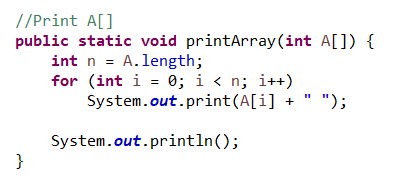 //Print A[]
public static void printArray(int A[]) {
    int n = A.length;
    for (int i = 0; i < n; i++)
        System.out.print(A[i] + " ");

    System.out.println();
}